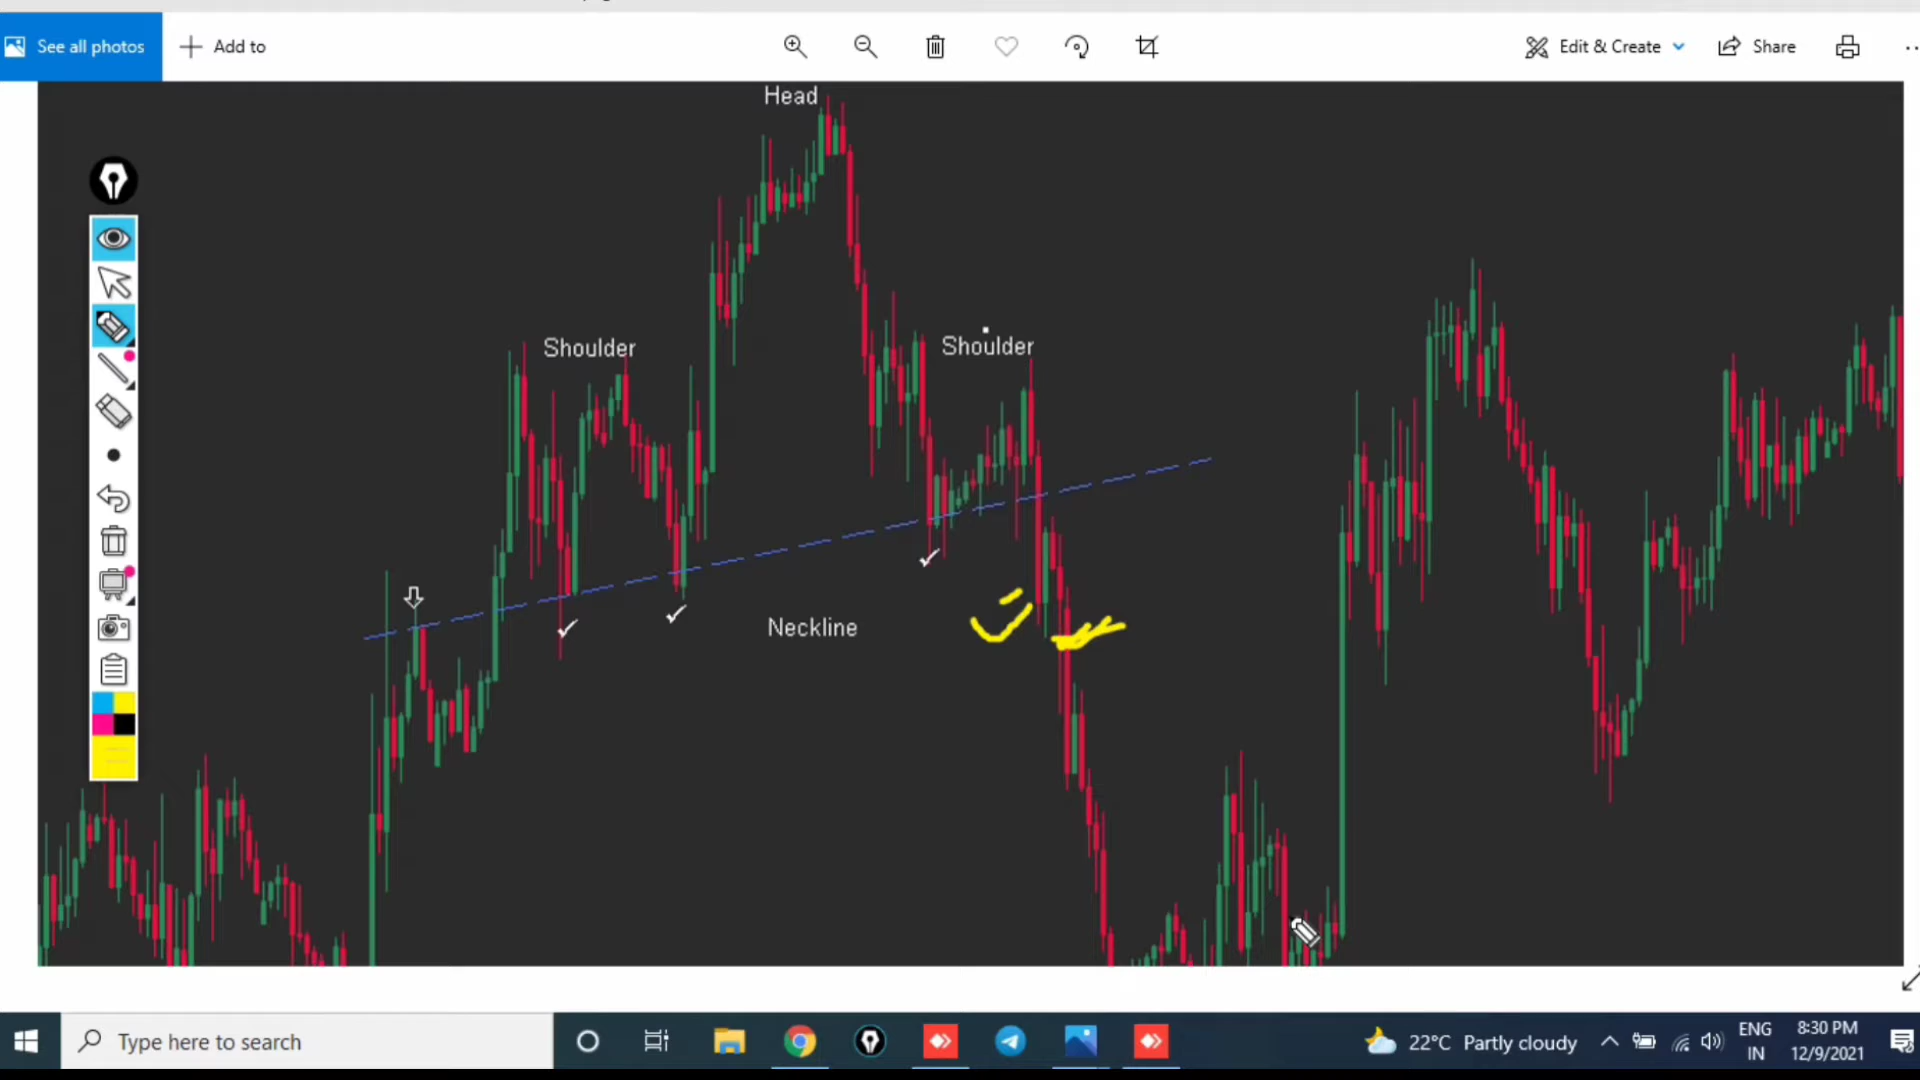 See all photos
Add to
Edit & Create
Share
Head
Shoulder
Shoulder
Neckline
Type here to search
22°C Partly cloudy
ENG
IN
8:30 PM
12/9/2021